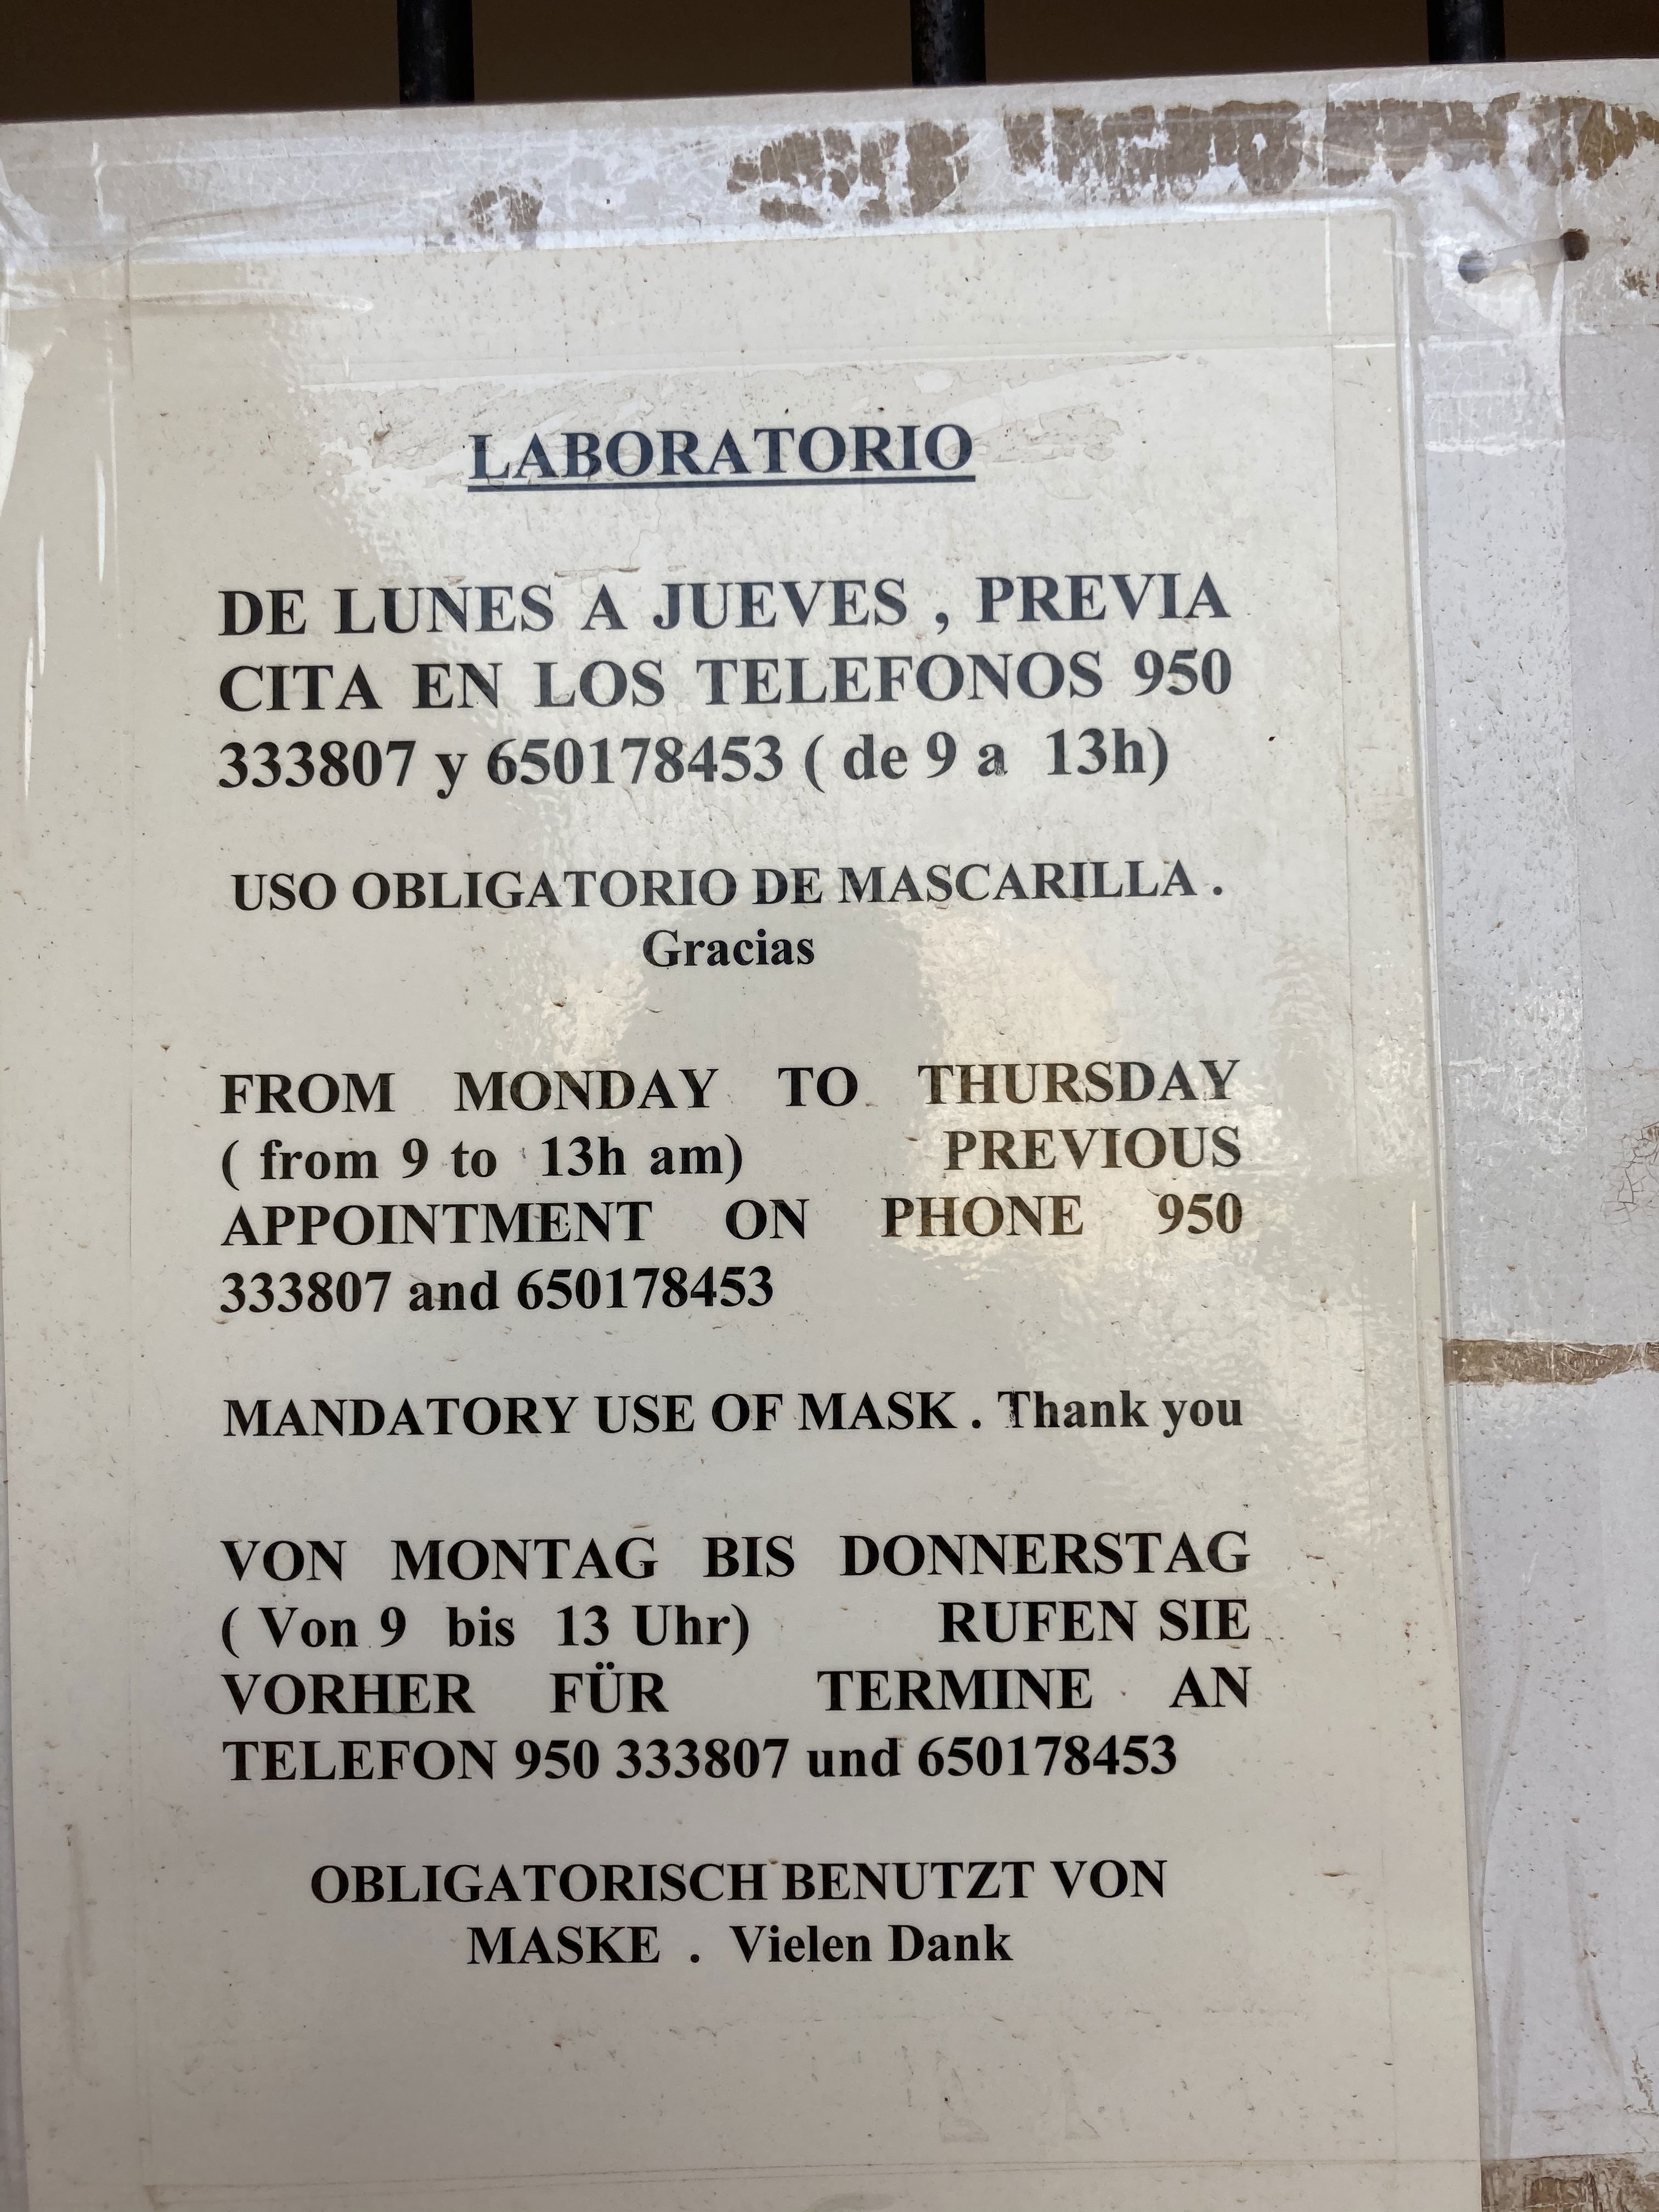 LABORATORIO
DE LUNES A JUEVES , PREVIA
CITA EN LOS TELEFONOS 950
333807 y 650178453 ( de 9 a 13h)
USO OBLIGATORIO DE MASCARILLA .
Gracias
FROM MONDAY TO THURSDAY
( from 9 to 13h am) PREVIOUS
APPOINTMENT ON PHONE 950
333807 and 650178453
MANDATORY USE OF MASK . Thank you
VON MONTAG BIS DONNERSTAG
( Von 9 bis 13 Uhr) RUFEN SIE
VORHER FÜR TERMINE AN
TELEFON 950 333807 und 650178453
OBLIGATORISCH BENUTZT VON
MASKE . Vielen Dank